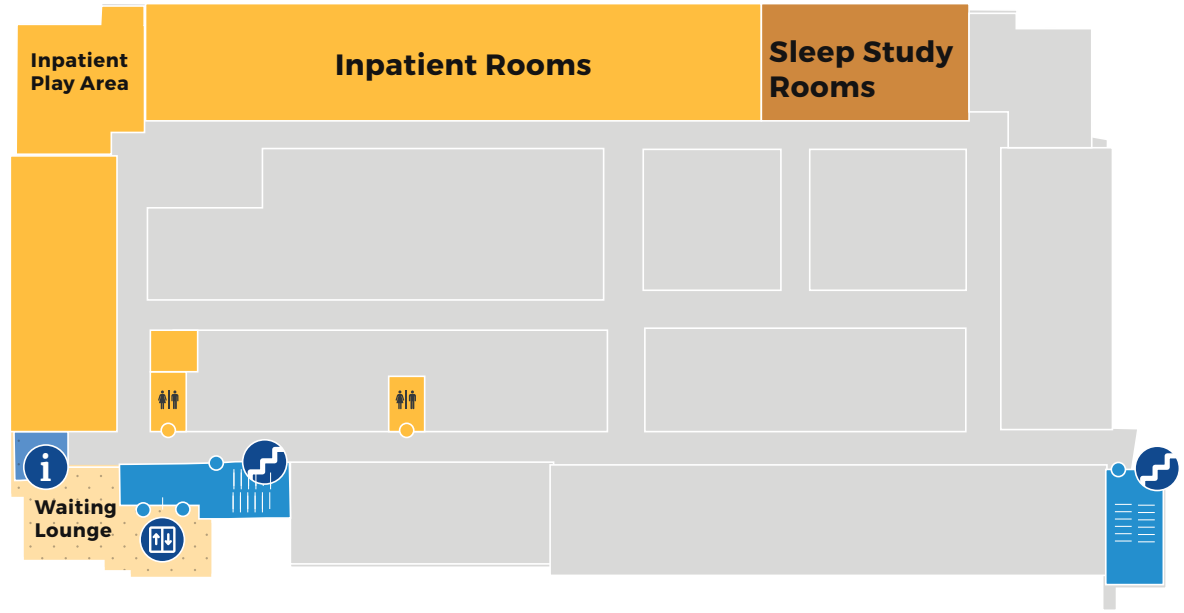 Inpatient
Play Area
Inpatient Rooms
Sleep Study
Rooms
i
Waiting
Lounge